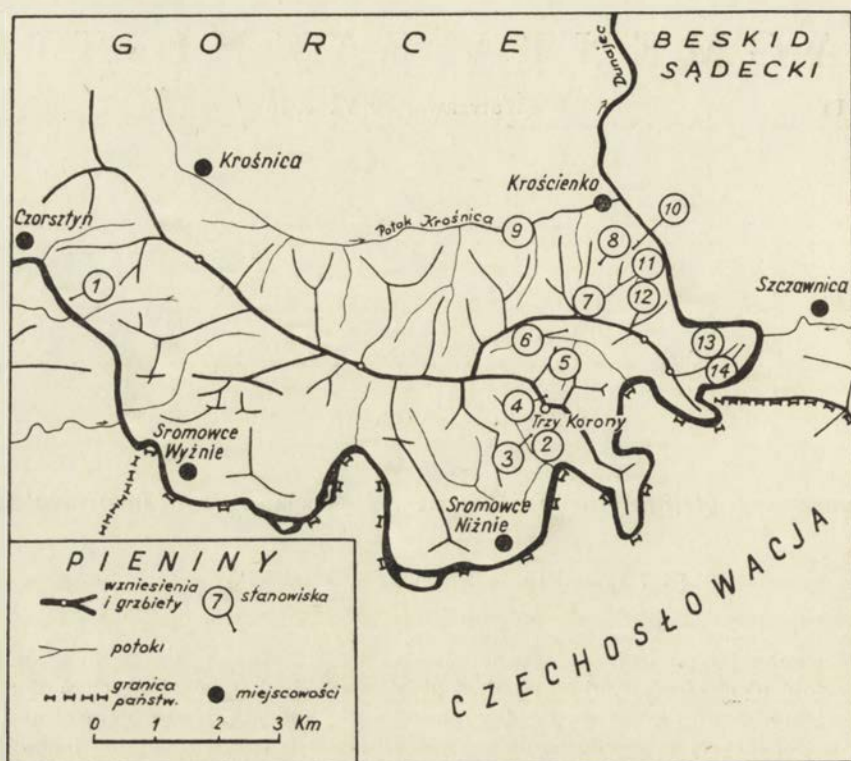 GORCE
BESKID
SĄDECKI
Dunajec
Krośnica
Krościenko
Czorsztyn
Potok Krośnica
9
8
10
11
Szczawnica
1
7
12
6
13
5
14
4
Trzy Korony
3
2
Sromowce
Wyżnie
Sromowce
Niżnie
CZECHOSŁOWACJA
PIENINY
wzniesienia
i grzbiety
7
stanowiska
potoki
granica
państw.
miejscowości
0 1 2 3 Km